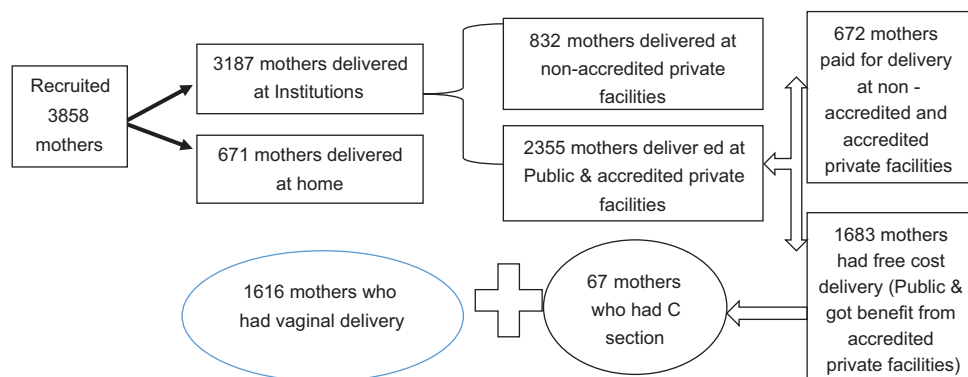 Recruited
3858
mothers
3187 mothers delivered
at Institutions
671 mothers delivered
at home
832 mothers delivered at
non-accredited private
facilities
2355 mothers deliver ed at
Public & accredited private
facilities
672 mothers
paid for delivery
at non -
accredited and
accredited
private facilities
1683 mothers
had free cost
delivery (Public &
got benefit from
accredited
private facilities)
67 mothers
who had C
section
1616 mothers who
had vaginal delivery